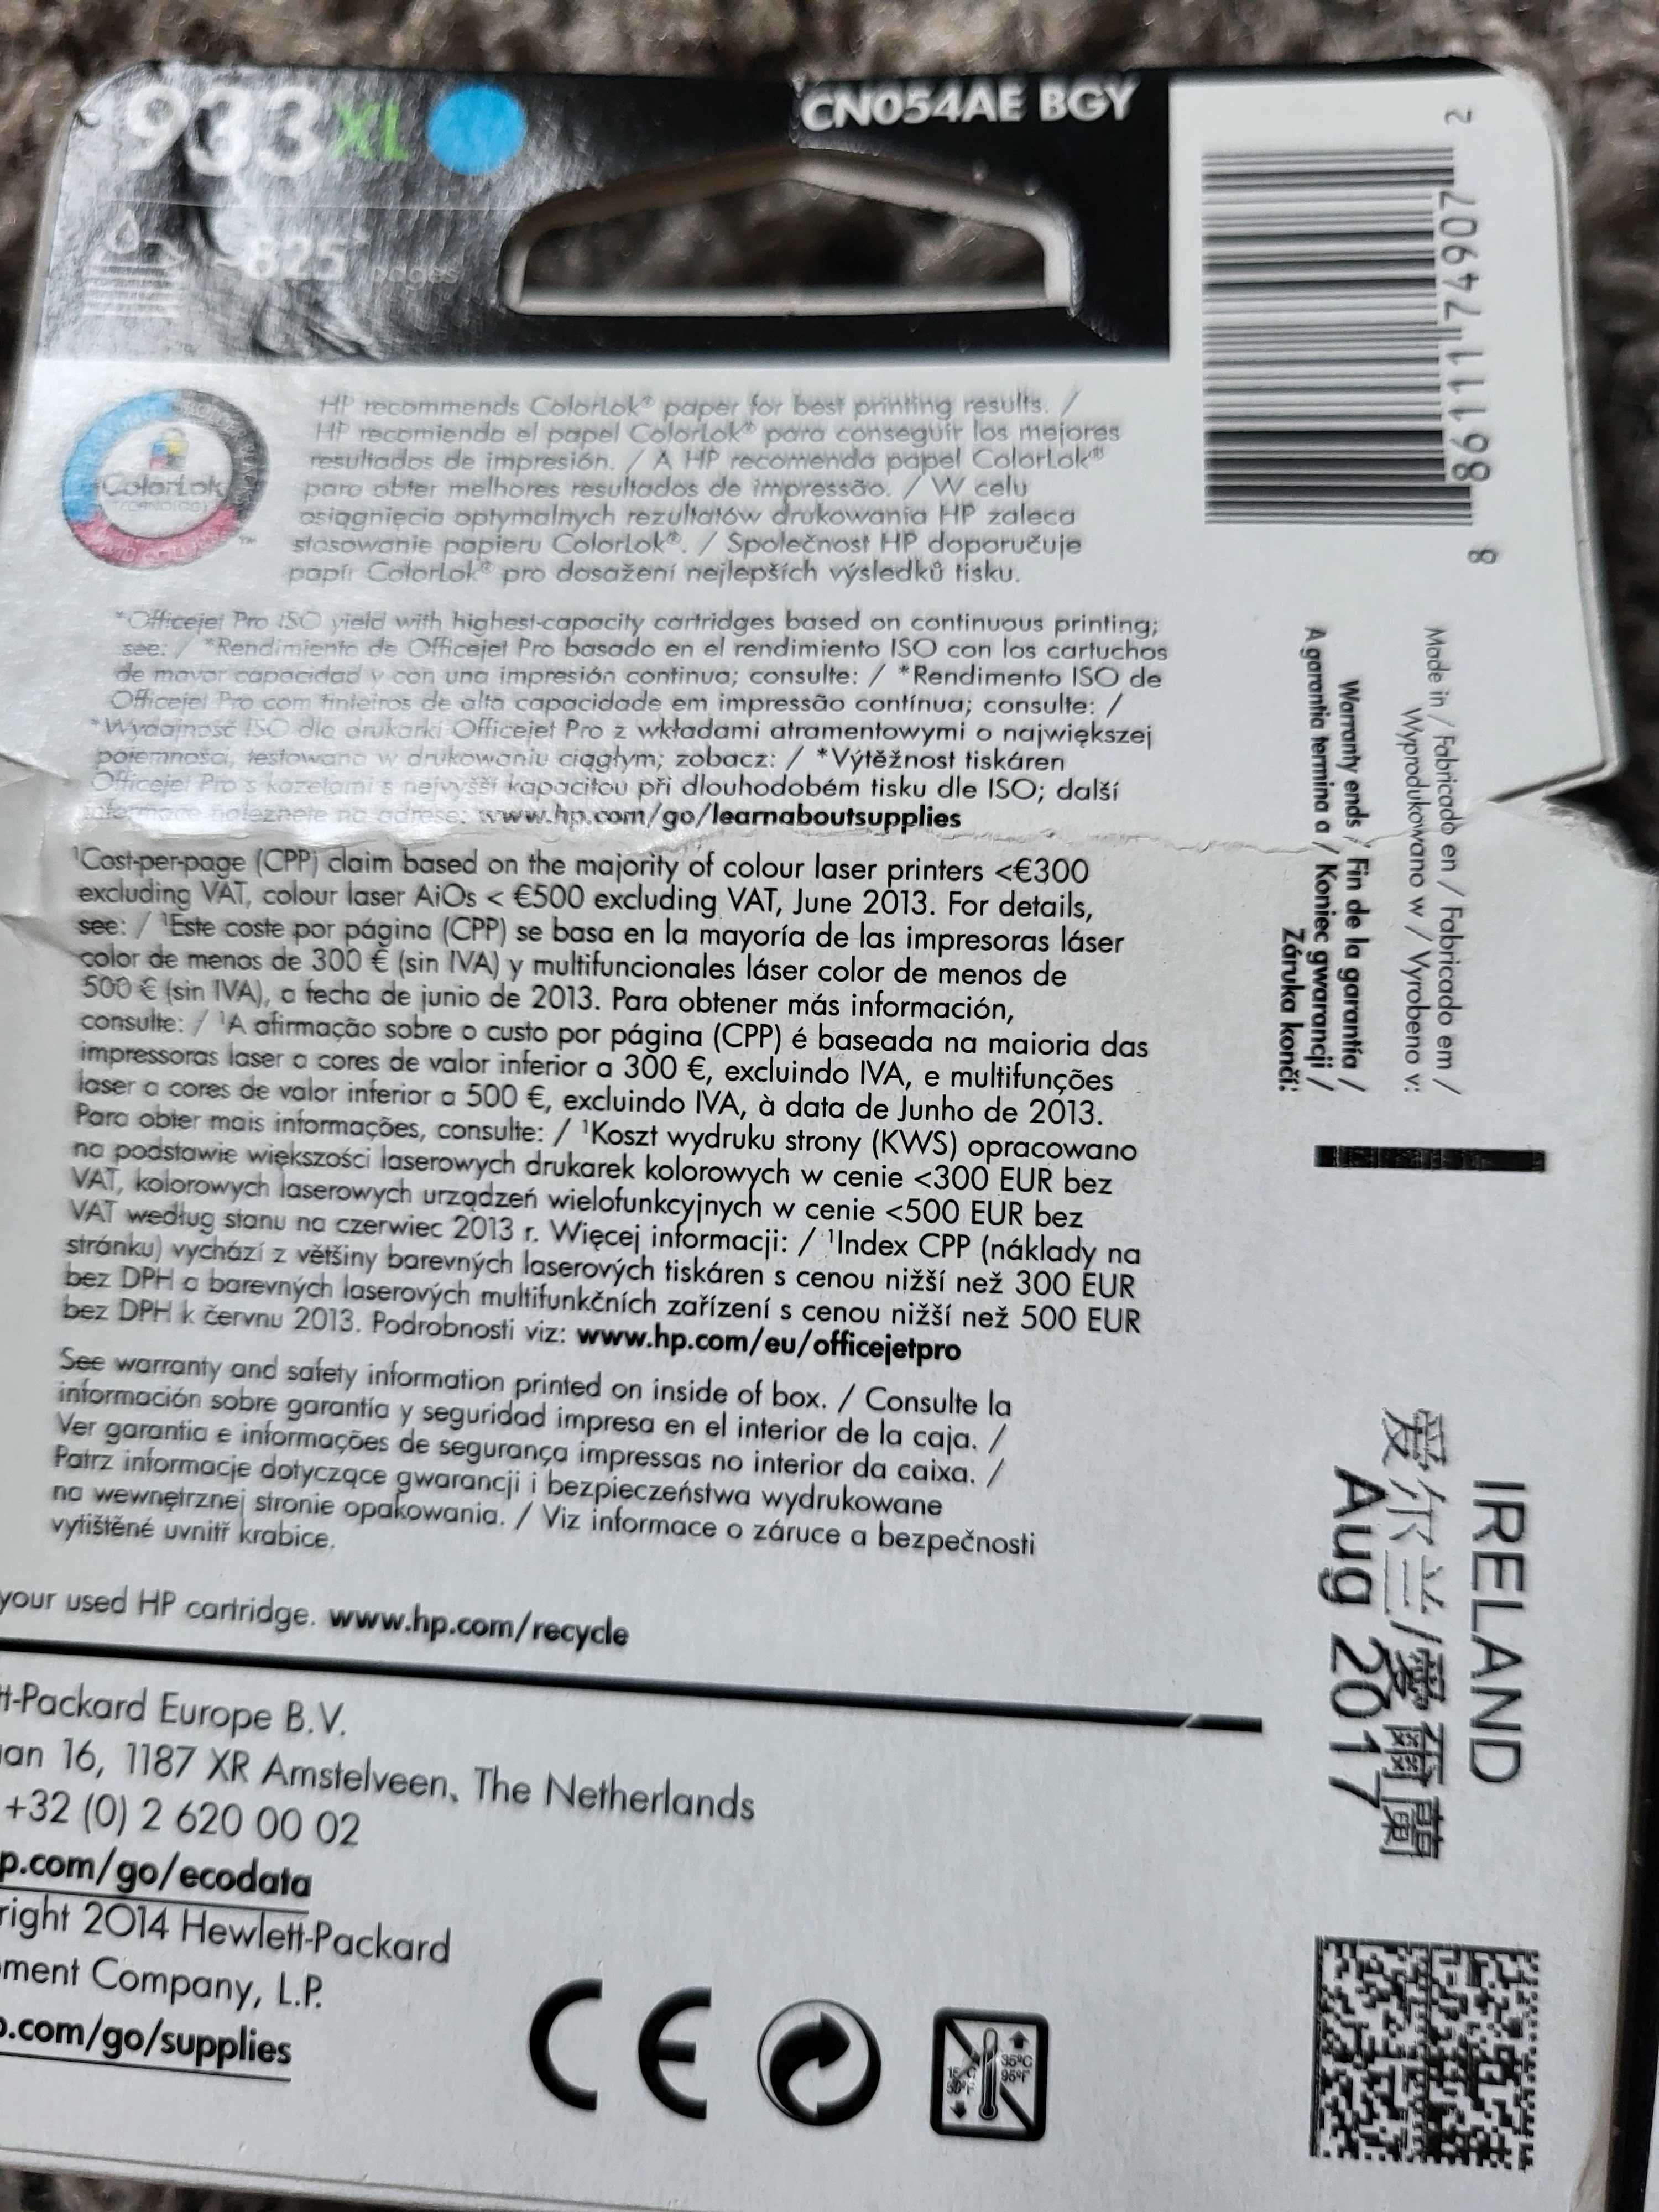 933XL
CN054AE BGY
~825* pages
ColorLok
TECHNOLOGY
TM
HP recommends ColorLok® paper for best printing results. /
HP recomienda el papel ColorLok® para conseguir los mejores
resultados de impresión. / A HP recomenda papel ColorLok®
para obter melhores resultados de impressão. / W celu
osiągnięcia optymalnych rezultatów drukowania HP zaleca
stosowanie papieru ColorLok®. / Společnost HP doporučuje
papír ColorLok® pro dosažení nejlepších výsledků tisku.
*Officejet Pro ISO yield with highest-capacity cartridges based on continuous printing;
see: / *Rendimiento de Officejet Pro basado en el rendimiento ISO con los cartuchos
de mayor capacidad y con una impresión continua; consulte: / *Rendimento ISO de
Officejet Pro com tinteiros de alta capacidade em impressão contínua; consulte: /
*Wydajność ISO dla drukarki Officejet Pro z wkładami atramentowymi o największej
pojemności, testowana w drukowaniu ciągłym; zobacz: / *Výtěžnost tiskáren
Officejet Pro s kazetami s nejvyšší kapacitou při dlouhodobém tisku dle ISO; další
informace naleznete na adrese: www.hp.com/go/learnaboutsupplies
¹Cost-per-page (CPP) claim based on the majority of colour laser printers <€300
excluding VAT, colour laser AiOs < €500 excluding VAT, June 2013. For details,
see: / ¹Este coste por página (CPP) se basa en la mayoría de las impresoras láser
color de menos de 300 € (sin IVA) y multifuncionales láser color de menos de
500 € (sin IVA), a fecha de junio de 2013. Para obtener más información,
consulte: / ¹A afirmação sobre o custo por página (CPP) é baseada na maioria das
impressoras laser a cores de valor inferior a 300 €, excluindo IVA, e multifunções
laser a cores de valor inferior a 500 €, excluindo IVA, à data de Junho de 2013.
Para obter mais informações, consulte: / ¹Koszt wydruku strony (KWS) opracowano
na podstawie większości laserowych drukarek kolorowych w cenie <300 EUR bez
VAT, kolorowych laserowych urządzeń wielofunkcyjnych w cenie <500 EUR bez
VAT według stanu na czerwiec 2013 r. Więcej informacji: / ¹Index CPP (náklady na
stránku) vychází z většiny barevných laserových tiskáren s cenou nižší než 300 EUR
bez DPH a barevných laserových multifunkčních zařízení s cenou nižší než 500 EUR
bez DPH k červnu 2013. Podrobnosti viz: www.hp.com/eu/officejetpro
See warranty and safety information printed on inside of box. / Consulte la
información sobre garantía y seguridad impresa en el interior de la caja. /
Ver garantia e informações de segurança impressas no interior da caixa. /
Patrz informacje dotyczące gwarancji i bezpieczeństwa wydrukowane
na wewnętrznej stronie opakowania. / Viz informace o záruce a bezpečnosti
vytištěné uvnitř krabice.
your used HP cartridge. www.hp.com/recycle
tt-Packard Europe B.V.
an 16, 1187 XR Amstelveen, The Netherlands
+32 (0) 2 620 00 02
p.com/go/ecodata
right 2014 Hewlett-Packard
ment Company, L.P.
.com/go/supplies
CE
15°C
35°C
95°F
2 07647 11198 8
Made in / Fabricado en / Fabricado em /
Wyprodukowano w / Vyrobeno v:
Warranty ends / Fin de la garantía /
A garantia termina a / Koniec gwarancji /
Záruka končí:
IRELAND
爱尔兰/愛爾蘭
Aug 2017